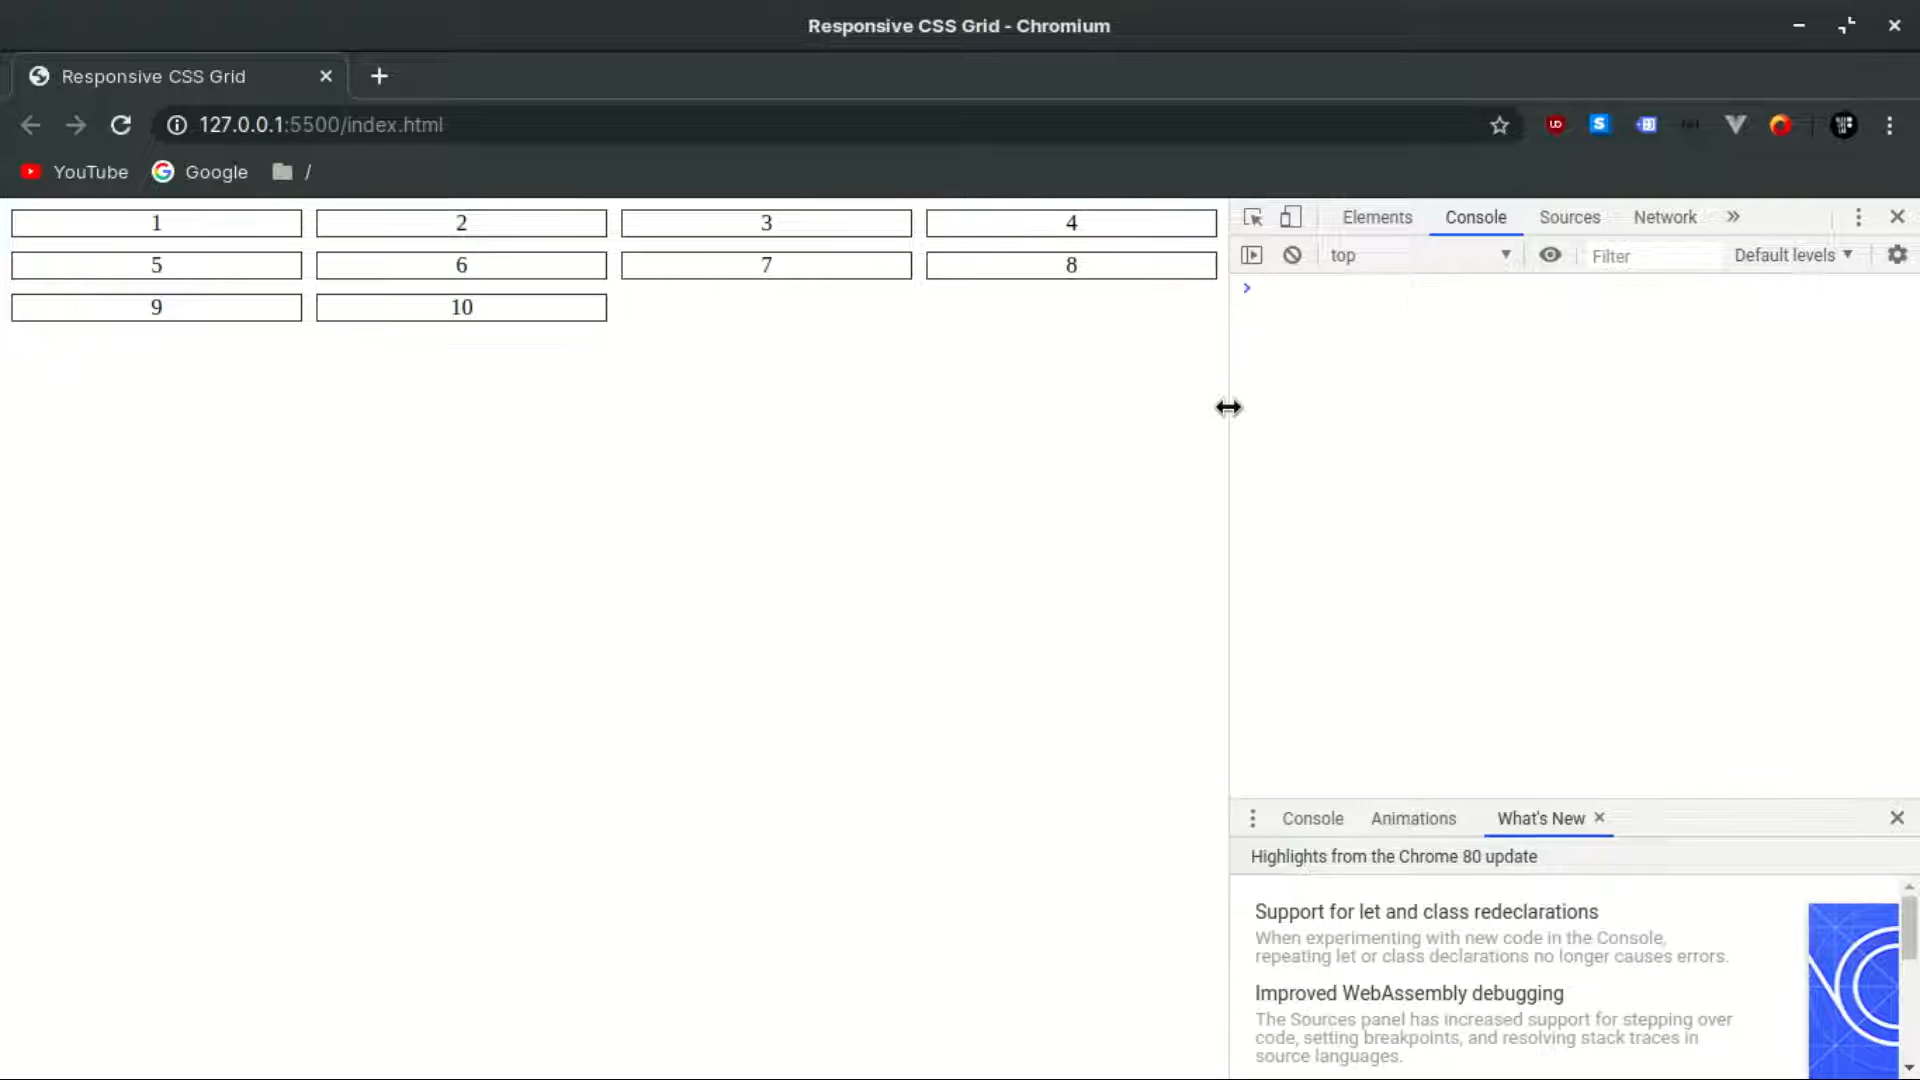 Responsive CSS Grid - Chromium
Responsive CSS Grid
127.0.0.1:5500/index.html
YouTube Google /
1 2 3 4
5 6 7 8
9 10
Elements Console Sources Network »
top Filter Default levels
Console Animations What's New
Highlights from the Chrome 80 update
Support for let and class redeclarations
When experimenting with new code in the Console,
repeating let or class declarations no longer causes errors.
Improved WebAssembly debugging
The Sources panel has increased support for stepping over
code, setting breakpoints, and resolving stack traces in
source languages.